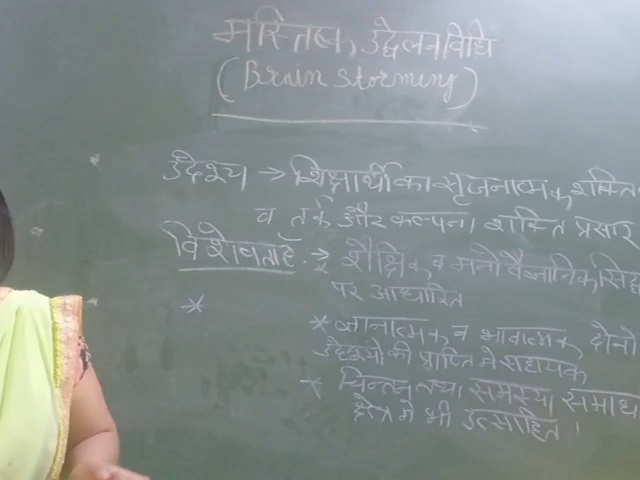 मस्तिष्क उद्वेलन विधि
(Brain Storming)
उद्देश्य → शिक्षार्थी का सृजनात्मक शक्ति
व तर्क और कल्पना शक्ति प्रसार
विशेषताएँ → शैक्षिक व मनोवैज्ञानिक सिद्ध
पर आधारित
* ज्ञानात्मक व भावात्मक दोनो
उद्देश्यो की प्राप्ति मे सहायक
* चिन्तन तथा समस्या समाध
क्षेत्र मे भी उत्साहित ।